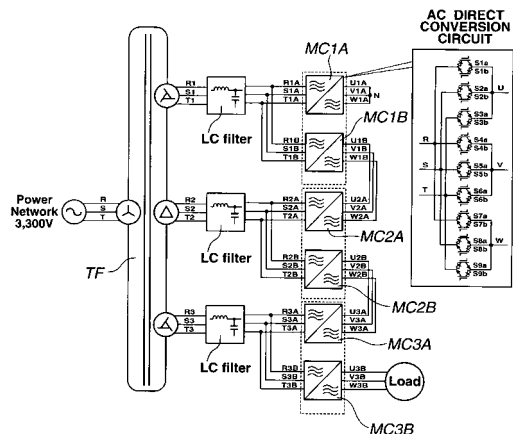 AC DIRECT
CONVERSION
CIRCUIT
MC1A
R1
S1
T1
LC filter
R1A
S1A
T1A
U1A
V1A
W1A
N
MC1B
R1B
S1B
T1B
U1B
V1B
W1B
Power
Network
3,300V
R
S
T
TF
R2
S2
T2
LC filter
R2A
S2A
T2A
U2A
V2A
W2A
MC2A
R2B
S2B
T2B
U2B
V2B
W2B
MC2B
R3
S3
T3
LC filter
R3A
S3A
T3A
U3A
V3A
W3A
MC3A
R3B
S3B
T3B
U3B
V3B
W3B
Load
MC3B
S1a
S1b
U
S2a
S2b
S3a
S3b
R
S4a
S4b
S
S5a
S5b
V
T
S6a
S6b
S7a
S7b
S8a
S8b
W
S9a
S9b